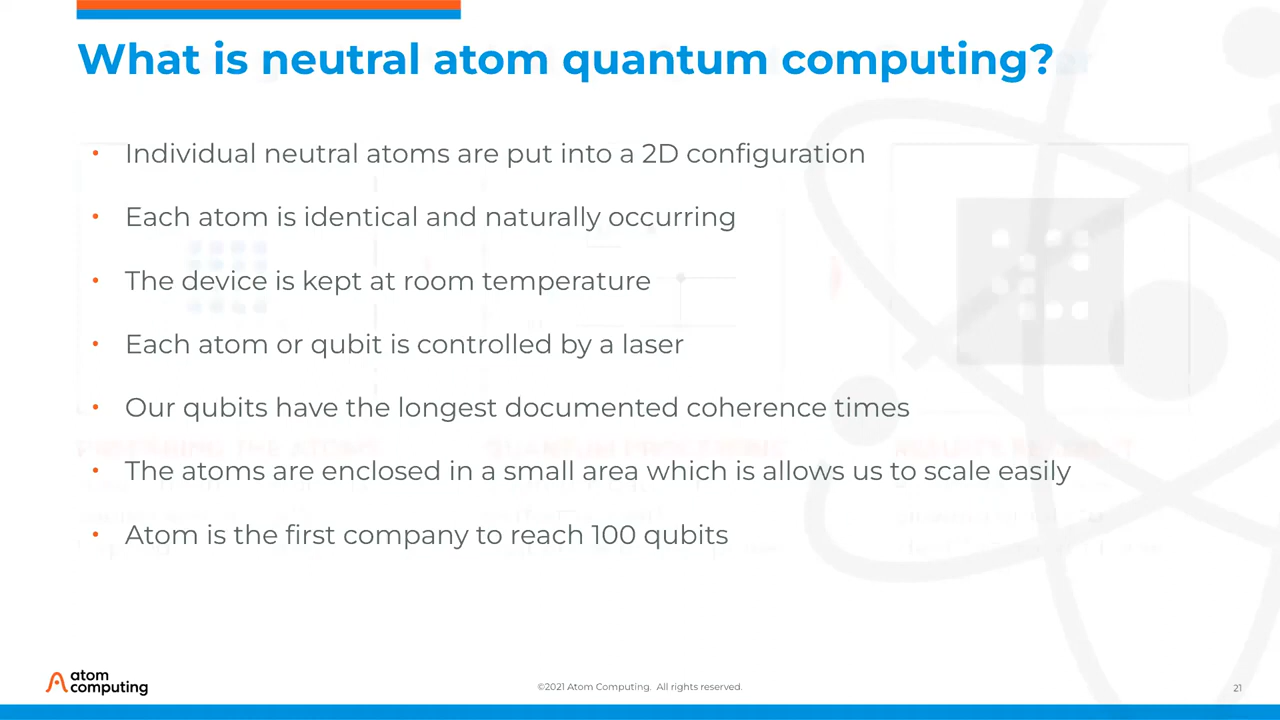 What is neutral atom quantum computing?
• Individual neutral atoms are put into a 2D configuration
• Each atom is identical and naturally occurring
• The device is kept at room temperature
• Each atom or qubit is controlled by a laser
• Our qubits have the longest documented coherence times
• The atoms are enclosed in a small area which is allows us to scale easily
• Atom is the first company to reach 100 qubits
atom
computing
©2021 Atom Computing. All rights reserved.
21